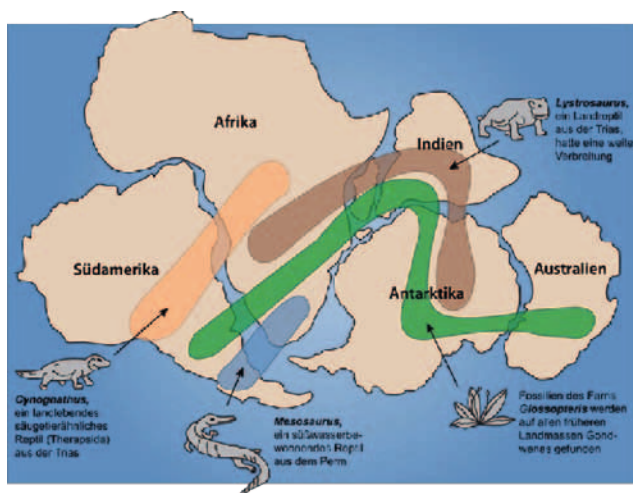 Afrika
Lystrosaurus,
ein Landreptil
aus der Trias,
hatte eine weite
Verbreitung
Indien
Südamerika
Antarktika
Australien
Cynognathus,
ein landlebendes
säugetierähnliches
Reptil (Therapsida)
aus der Trias
Mesosaurus,
ein süßwasserbe-
wohnendes Reptil
aus dem Perm
Fossilien des Farns
Glossopteris werden
auf allen früheren
Landmassen Gond-
wanas gefunden